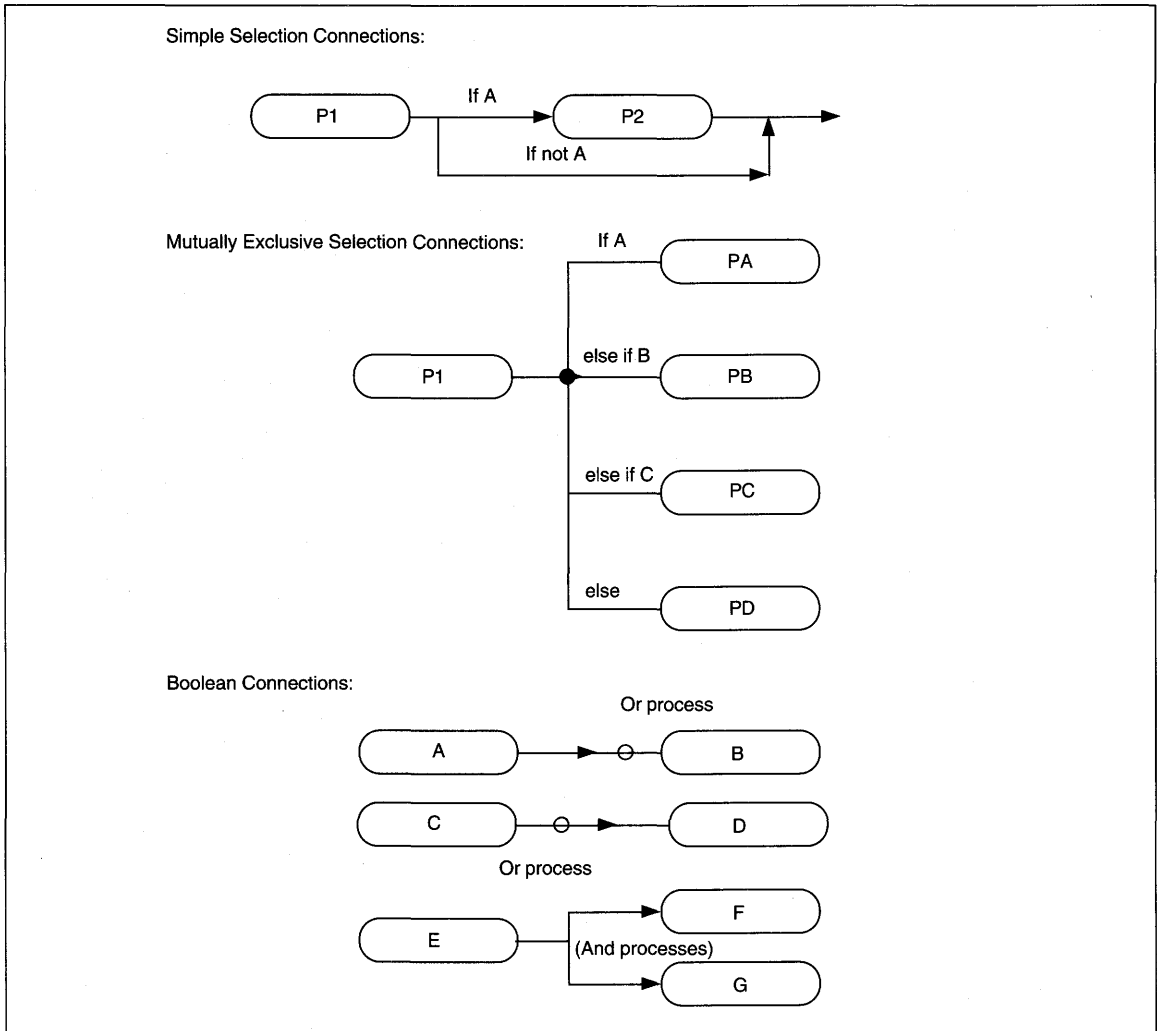 Simple Selection Connections:
If A
P1
P2
If not A
Mutually Exclusive Selection Connections:
If A
PA
else if B
P1
PB
else if C
PC
else
PD
Boolean Connections:
Or process
A
B
C
D
Or process
F
E
(And processes)
G